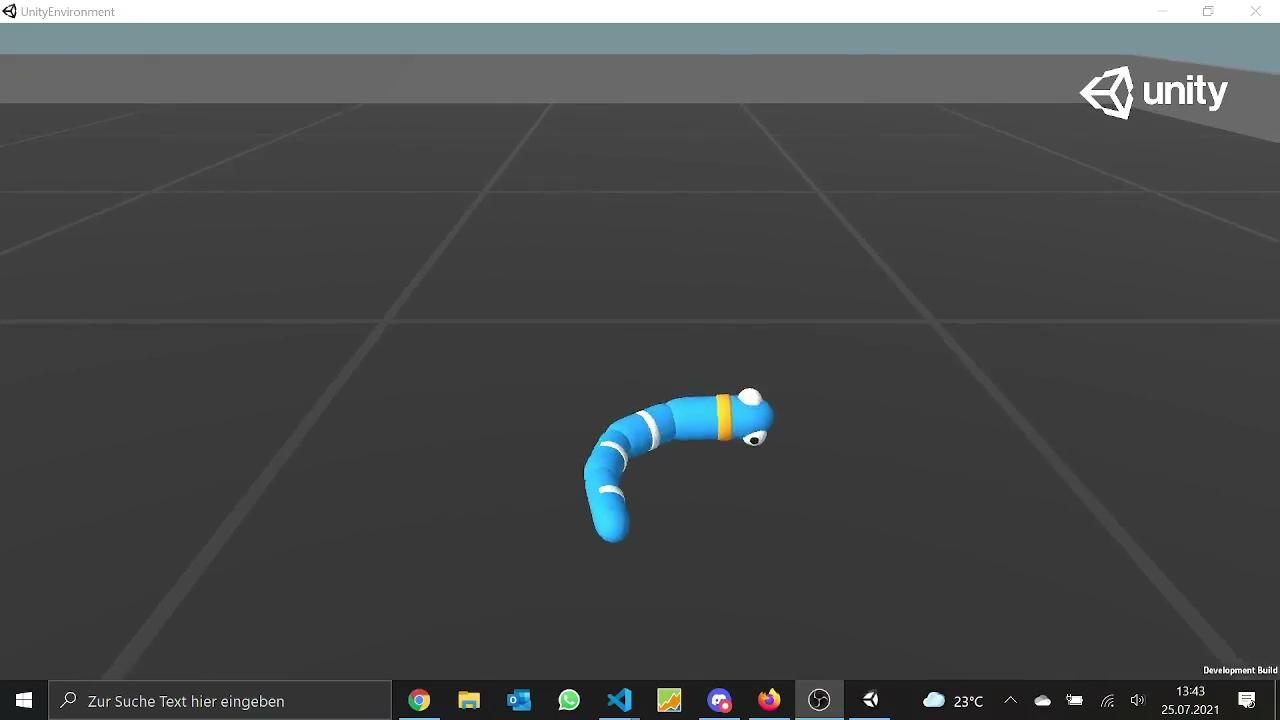 UnityEnvironment
unity
Development Build
Zur Suche Text hier eingeben
23°C
13:43
25.07.2021